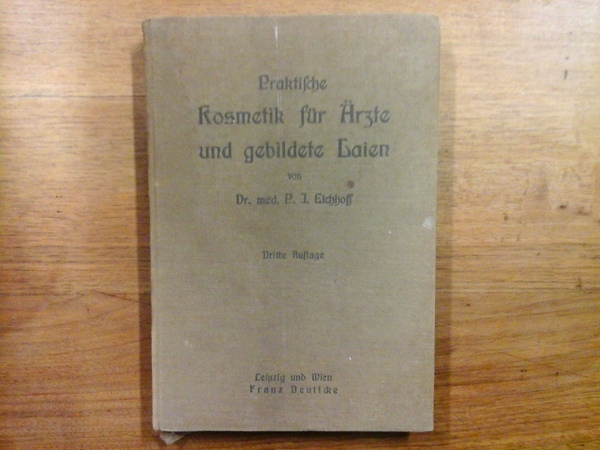 Praktische
Kosmetik für Ärzte
und gebildete Laien
von
Dr. med. P. J. Eichhoff
Dritte Auflage
Leipzig und Wien
Franz Deuticke